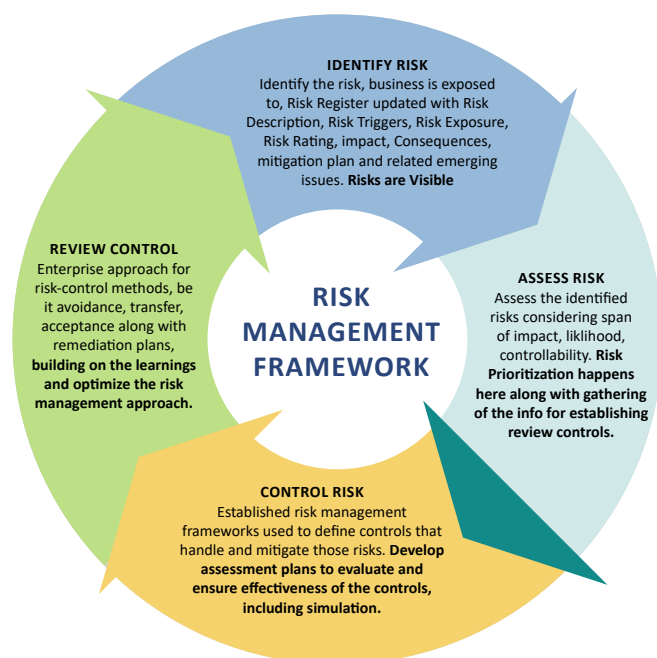 IDENTIFY RISK
Identify the risk, business is exposed
to, Risk Register updated with Risk
Description, Risk Triggers, Risk Exposure,
Risk Rating, impact, Consequences,
mitigation plan and related emerging
issues. Risks are Visible
RISK
MANAGEMENT
FRAMEWORK
ASSESS RISK
Assess the identified
risks considering span
of impact, liklihood,
controllability. Risk
Prioritization happens
here along with gathering
of the info for establishing
review controls.
CONTROL RISK
Established risk management
frameworks used to define controls that
handle and mitigate those risks. Develop
assessment plans to evaluate and
ensure effectiveness of the controls,
including simulation.
REVIEW CONTROL
Enterprise approach for
risk-control methods, be
it avoidance, transfer,
acceptance along with
remediation plans,
building on the learnings
and optimize the risk
management approach.